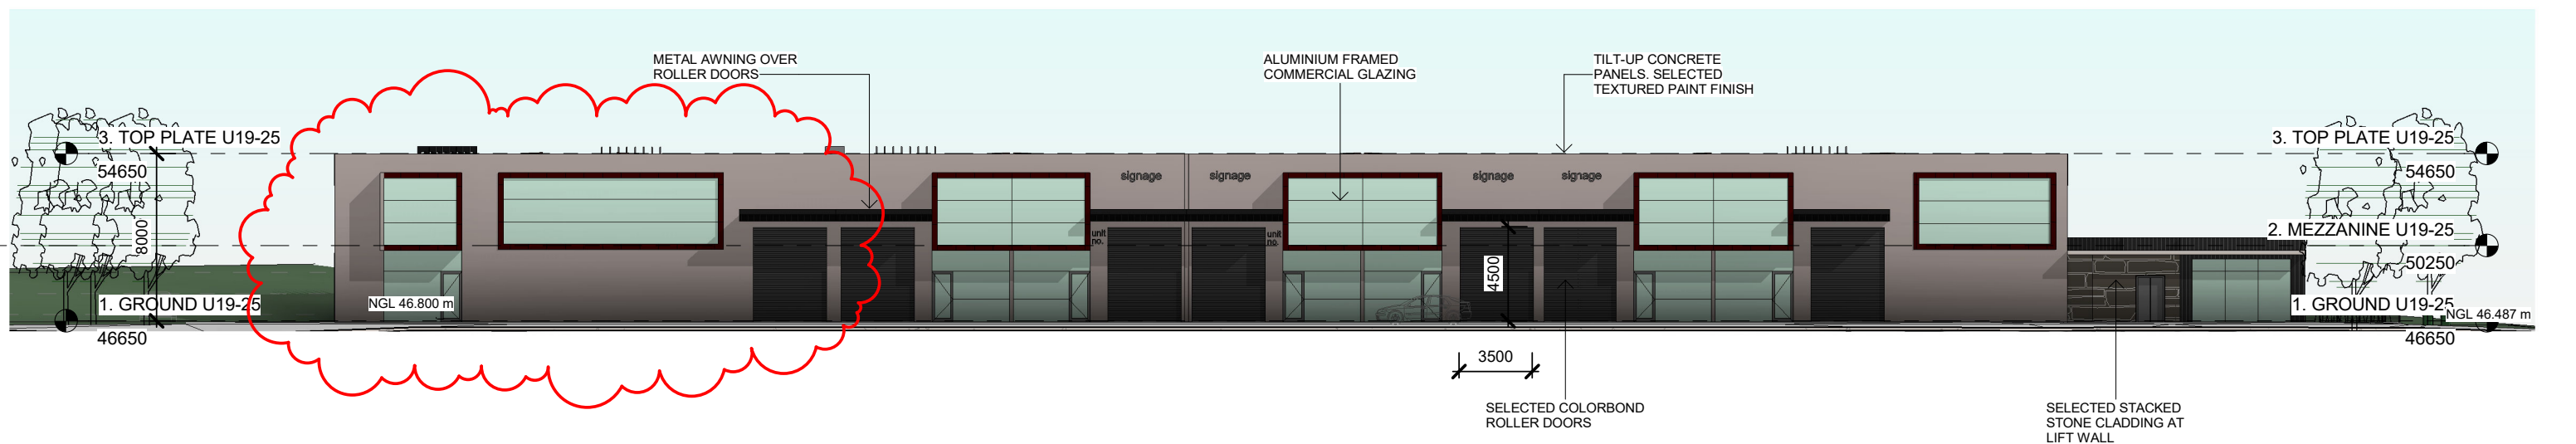 METAL AWNING OVER
ROLLER DOORS
ALUMINIUM FRAMED
COMMERCIAL GLAZING
TILT-UP CONCRETE
PANELS. SELECTED
TEXTURED PAINT FINISH
3. TOP PLATE U19-25
54650
8000
1. GROUND U19-25
46650
NGL 46.800 m
signage
signage
signage
signage
unit
no.
unit
no.
4500
3500
3. TOP PLATE U19-25
54650
2. MEZZANINE U19-25
50250
1. GROUND U19-25
NGL 46.487 m
46650
SELECTED COLORBOND
ROLLER DOORS
SELECTED STACKED
STONE CLADDING AT
LIFT WALL